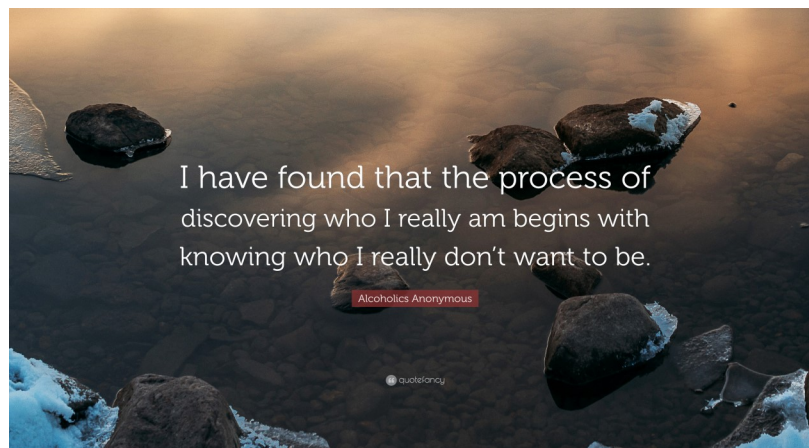 I have found that the process of
discovering who I really am begins with
knowing who I really don’t want to be.
Alcoholics Anonymous
quotefancy